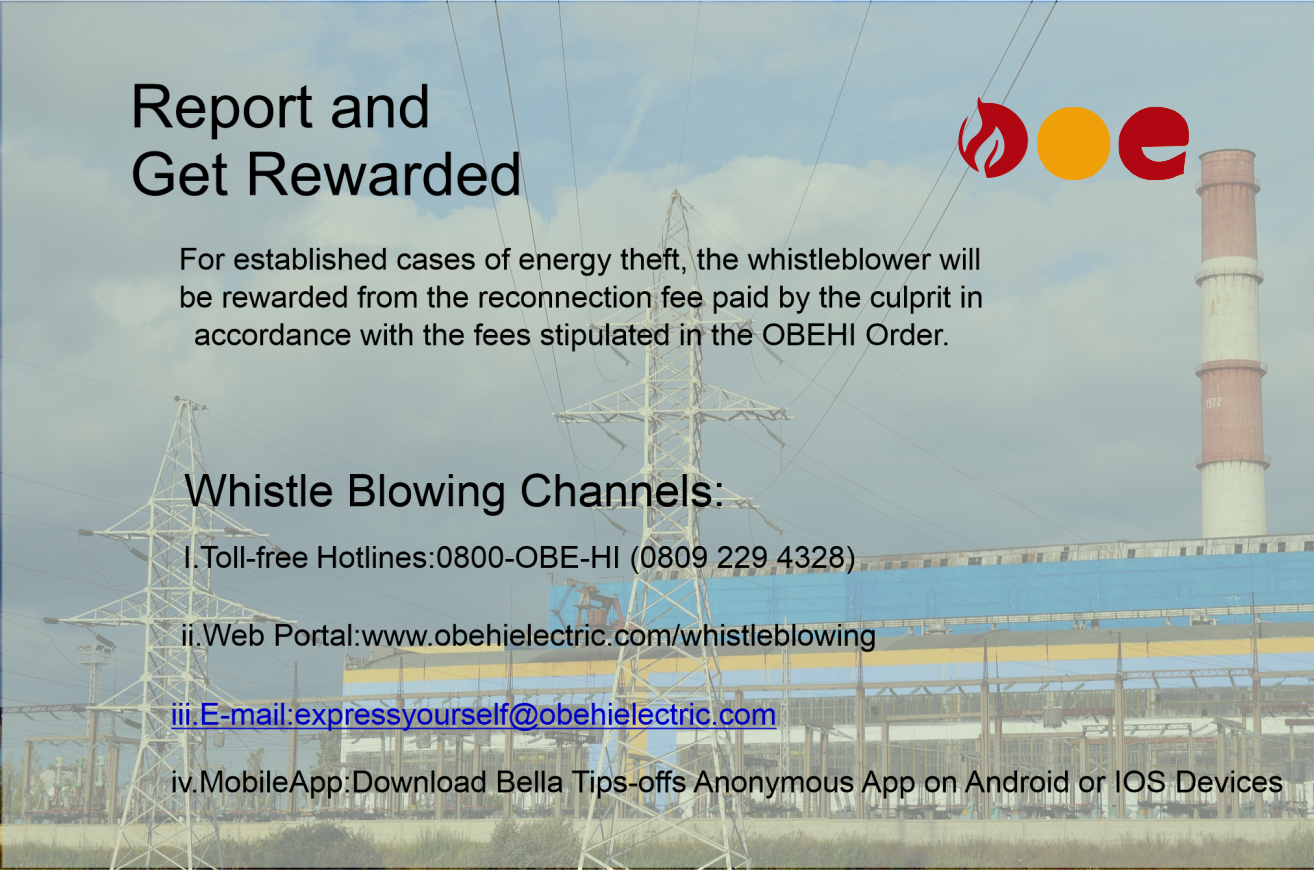 Report and
Get Rewarded
For established cases of energy theft, the whistleblower will
be rewarded from the reconnection fee paid by the culprit in
accordance with the fees stipulated in the OBEHI Order.
Whistle Blowing Channels:
I.Toll-free Hotlines:0800-OBE-HI (0809 229 4328)
ii.Web Portal:www.obehielectric.com/whistleblowing
iii.E-mail:expressyourself@obehielectric.com
iv.MobileApp:Download Bella Tips-offs Anonymous App on Android or IOS Devices
oe
1972